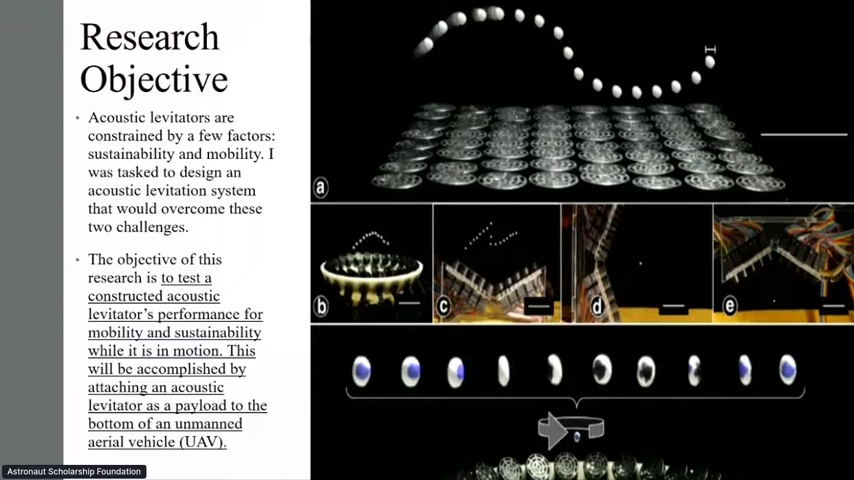 Research
Objective
• Acoustic levitators are
constrained by a few factors:
sustainability and mobility. I
was tasked to design an
acoustic levitation system
that would overcome these
two challenges.
• The objective of this
research is to test a
constructed acoustic
levitator's performance for
mobility and sustainability
while it is in motion. This
will be accomplished by
attaching an acoustic
levitator as a payload to the
bottom of an unmanned
aerial vehicle (UAV).
a
b
c
d
e
Astronaut Scholarship Foundation